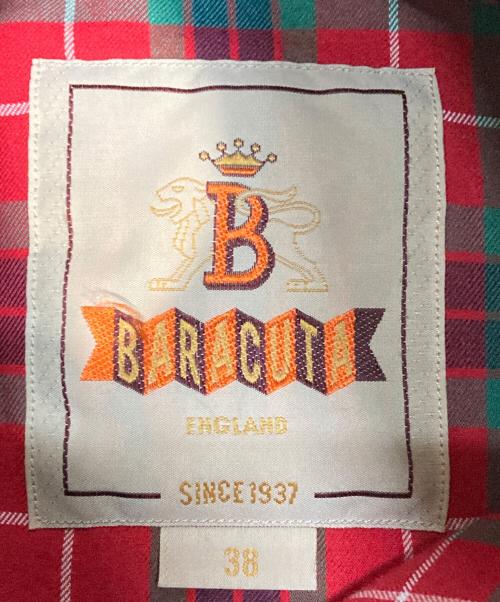 B
BARACUTA
ENGLAND
SINCE 1937
38